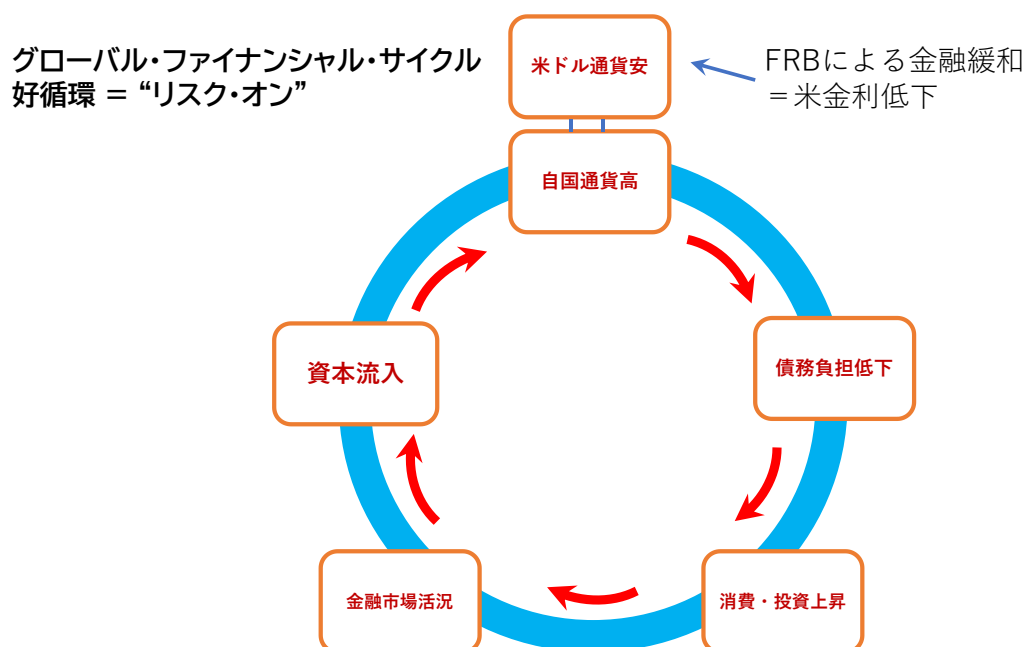 グローバル・ファイナンシャル・サイクル
好循環 = “リスク・オン”
米ドル通貨安
FRBによる金融緩和
＝米金利低下
自国通貨高
資本流入
債務負担低下
金融市場活況
消費・投資上昇